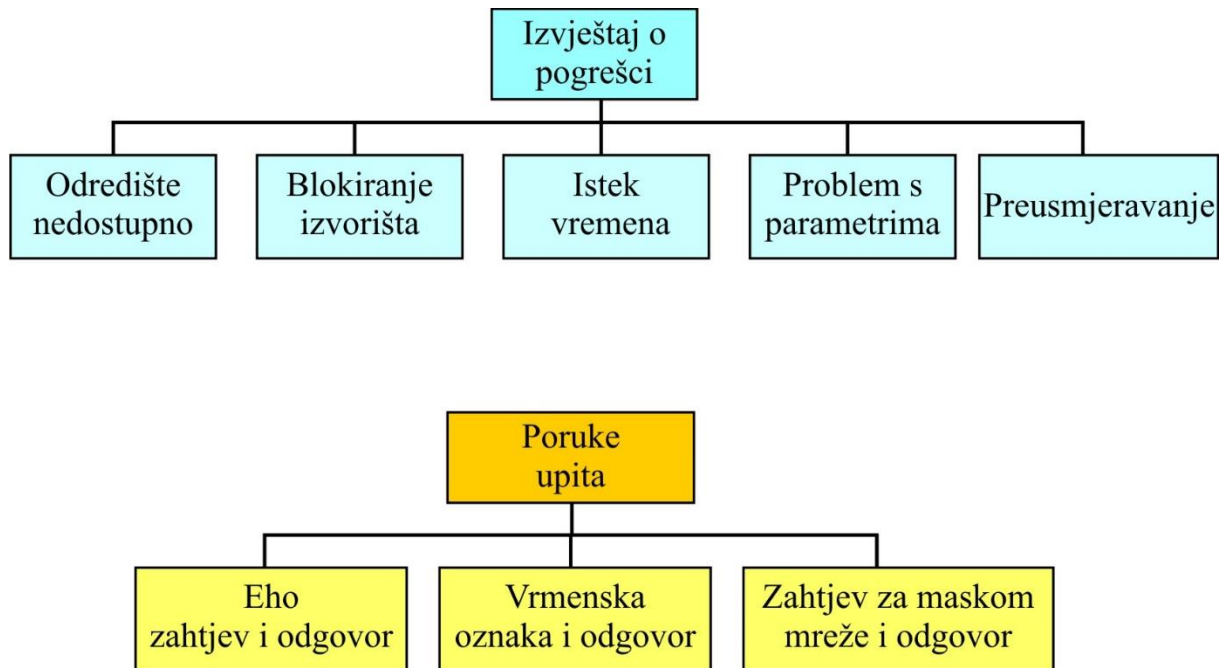 Izvještaj o
pogrešci
Odredište
nedostupno
Blokiranje
izvorišta
Istek
vremena
Problem s
parametrima
Preusmjeravanje
Poruke
upita
Eho
zahtjev i odgovor
Vrmenska
oznaka i odgovor
Zahtjev za maskom
mreže i odgovor